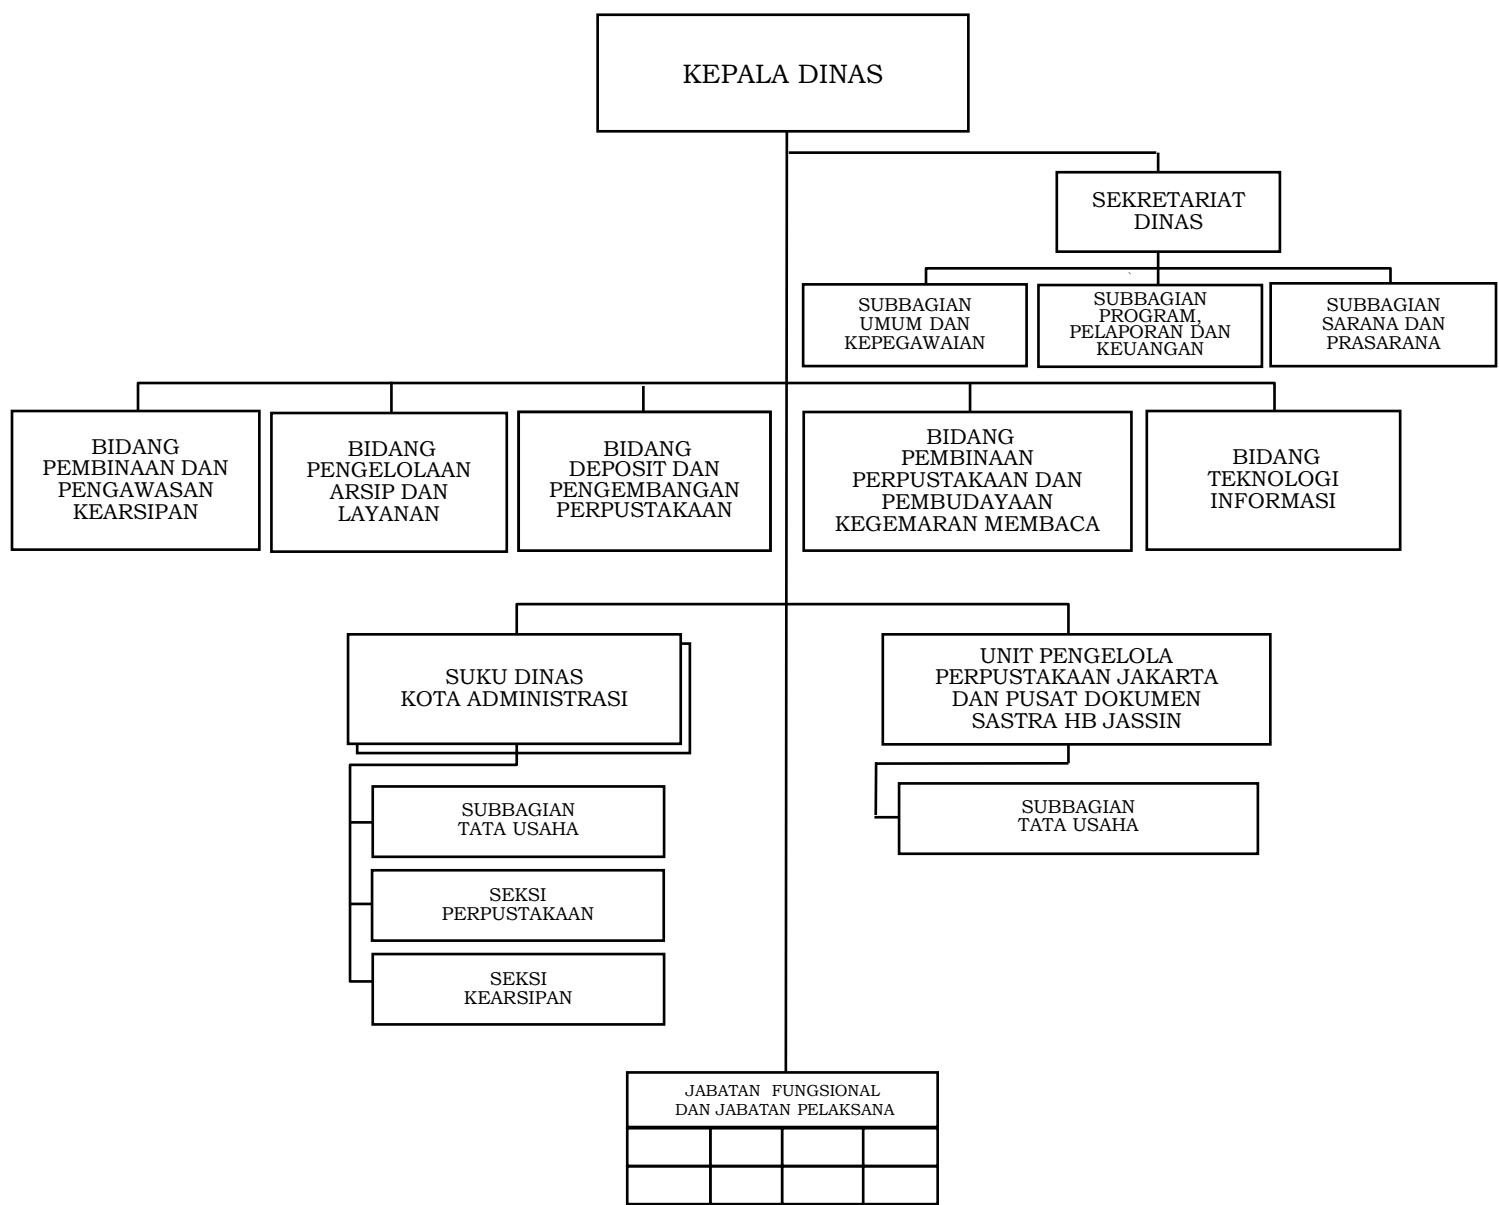 KEPALA DINAS
SEKRETARIAT
DINAS
SUBBAGIAN
UMUM DAN
KEPEGAWAIAN
SUBBAGIAN
PROGRAM,
PELAPORAN DAN
KEUANGAN
SUBBAGIAN
SARANA DAN
PRASARANA
BIDANG
PEMBINAAN DAN
PENGAWASAN
KEARSIPAN
BIDANG
PENGELOLAAN
ARSIP DAN
LAYANAN
BIDANG
DEPOSIT DAN
PENGEMBANGAN
PERPUSTAKAAN
BIDANG
PEMBINAAN
PERPUSTAKAAN DAN
PEMBUDAYAAN
KEGEMARAN MEMBACA
BIDANG
TEKNOLOGI
INFORMASI
SUKU DINAS
KOTA ADMINISTRASI
UNIT PENGELOLA
PERPUSTAKAAN JAKARTA
DAN PUSAT DOKUMEN
SASTRA HB JASSIN
SUBBAGIAN
TATA USAHA
SEKSI
PERPUSTAKAAN
SEKSI
KEARSIPAN
SUBBAGIAN
TATA USAHA
JABATAN FUNGSIONAL
DAN JABATAN PELAKSANA